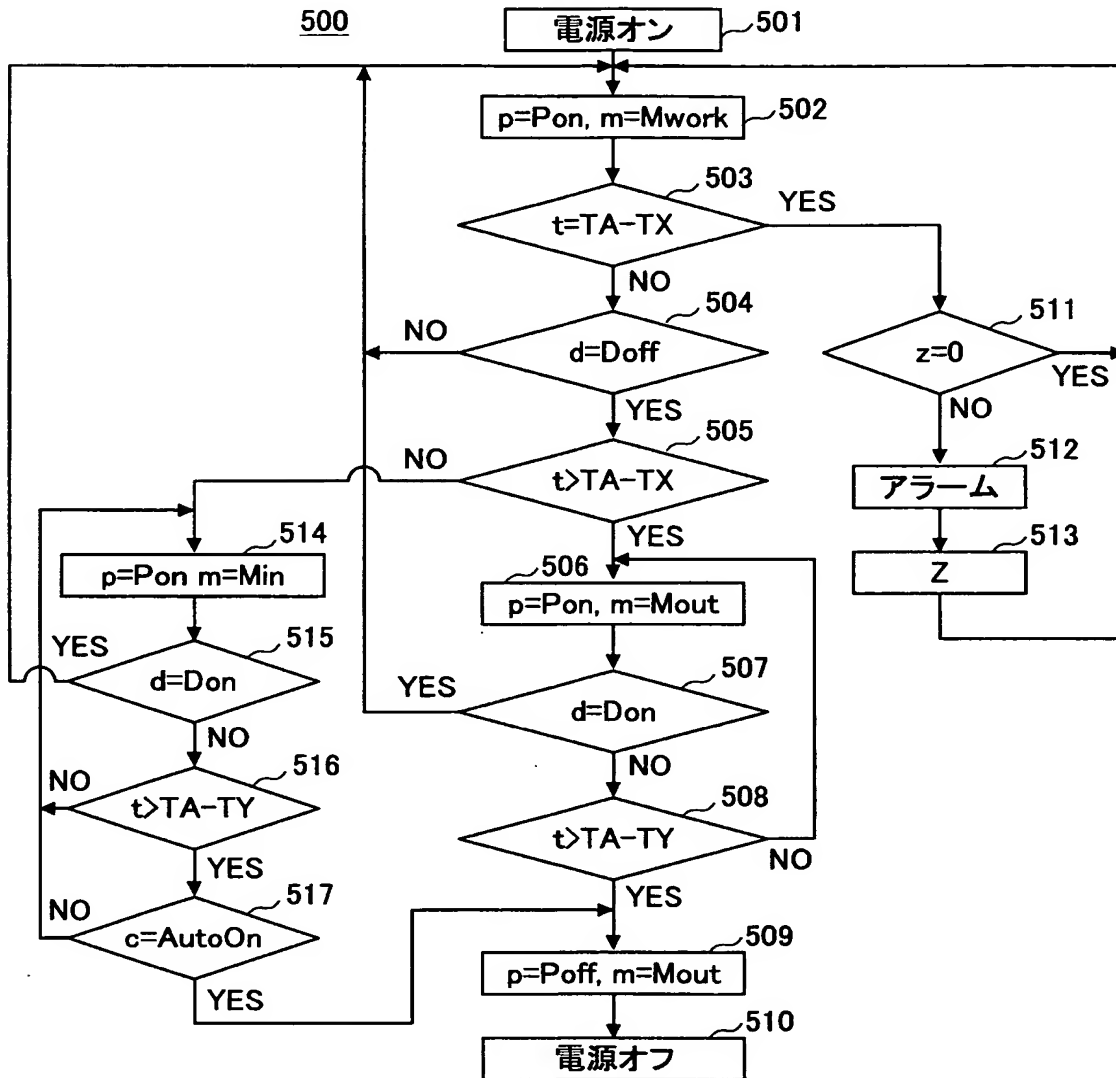 500
電源オン
501
p=Pon, m=Mwork
502
503
t=TA-TX
YES
NO
504
d=Doff
NO
YES
511
z=0
YES
NO
505
t>TA-TX
NO
YES
512
アラーム
513
Z
514
p=Pon m=Min
506
p=Pon, m=Mout
515
d=Don
YES
NO
507
d=Don
YES
NO
516
t>TA-TY
NO
YES
508
t>TA-TY
NO
YES
517
c=AutoOn
NO
YES
509
p=Poff, m=Mout
510
電源オフ